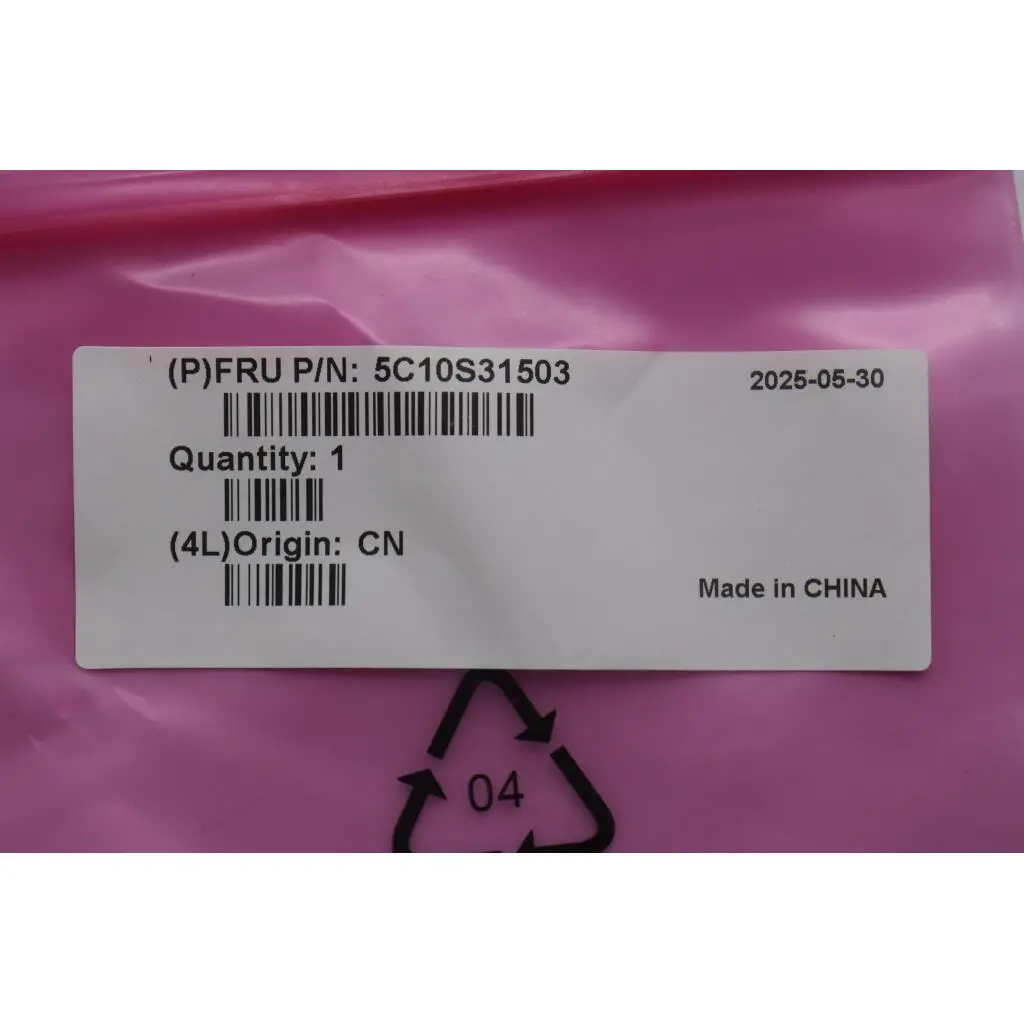 (P)FRU P/N: 5C10S31503
2025-05-30
Quantity: 1
(4L)Origin: CN
Made in CHINA
04